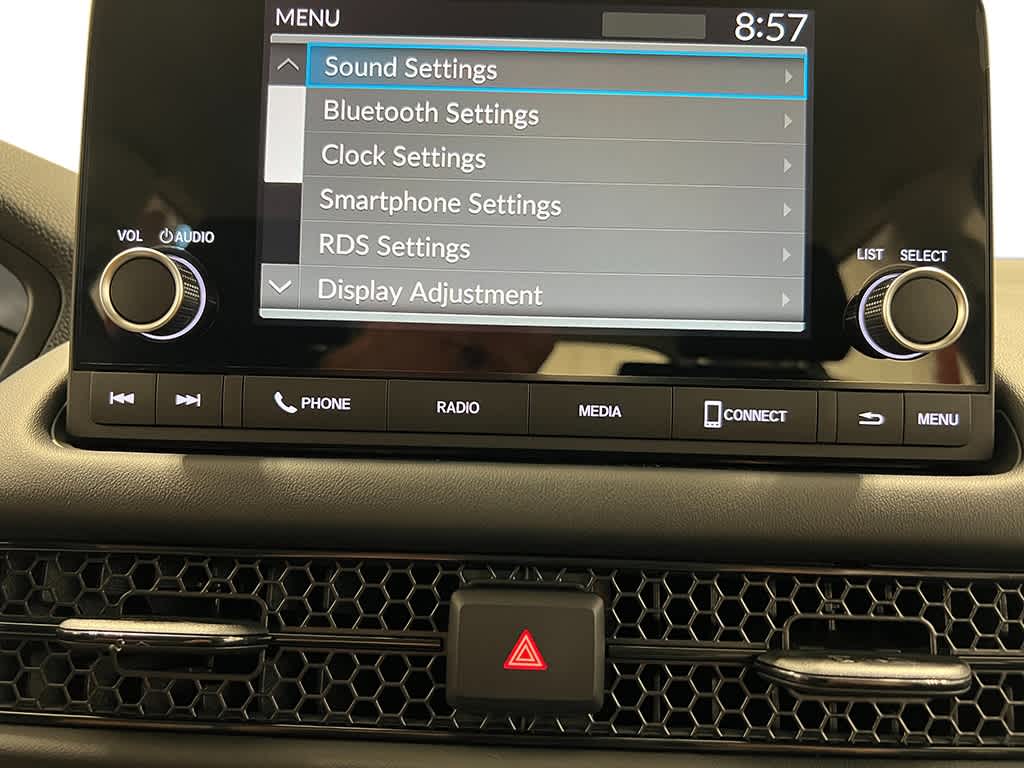 MENU 8:57
Sound Settings
Bluetooth Settings
Clock Settings
Smartphone Settings
RDS Settings
Display Adjustment
VOL AUDIO
LIST SELECT
PHONE RADIO MEDIA CONNECT MENU